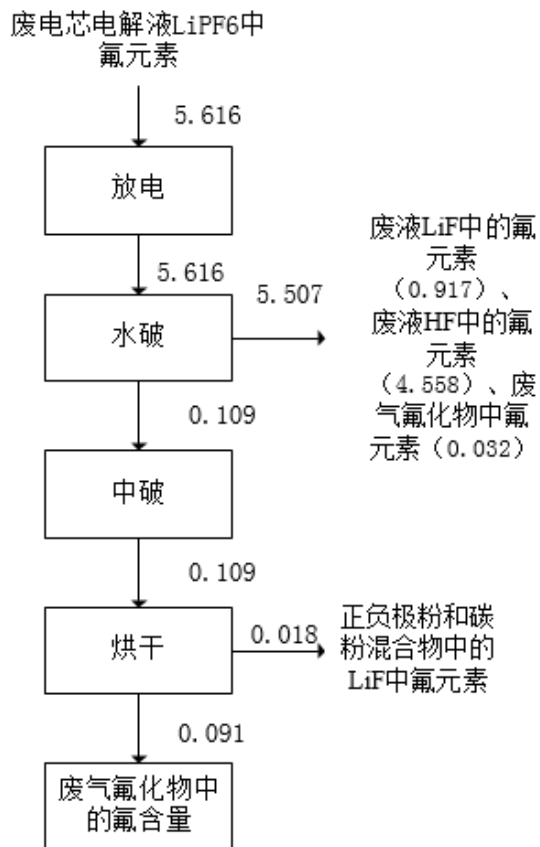 废电芯电解液LiPF6中
氟元素
5.616
放电
5.616
5.507
水破
废液LiF中的氟
元素
（0.917）、
废液HF中的氟
元素
（4.558）、废
气氟化物中氟
元素（0.032）
0.109
中破
0.109
烘干
0.018
正负极粉和碳
粉混合物中的
LiF中氟元素
0.091
废气氟化物中
的氟含量